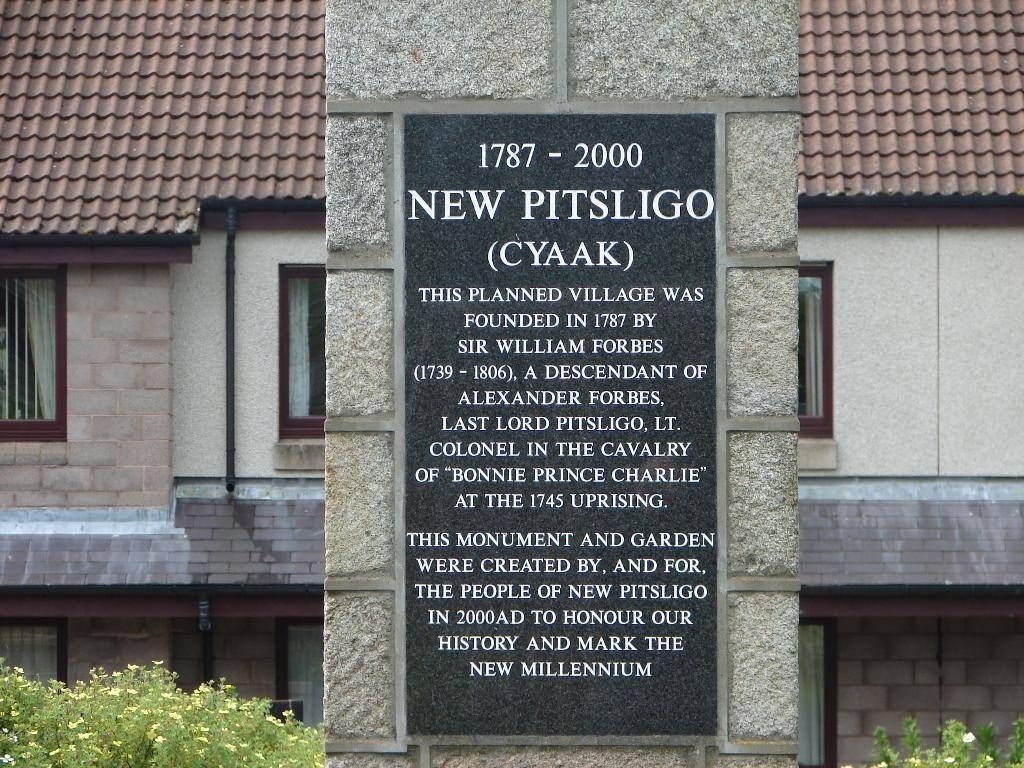 1787 - 2000
NEW PITSLIGO
(CYAAK)
THIS PLANNED VILLAGE WAS
FOUNDED IN 1787 BY
SIR WILLIAM FORBES
(1739 - 1806), A DESCENDANT OF
ALEXANDER FORBES,
LAST LORD PITSLIGO, LT.
COLONEL IN THE CAVALRY
OF "BONNIE PRINCE CHARLIE"
AT THE 1745 UPRISING.
THIS MONUMENT AND GARDEN
WERE CREATED BY, AND FOR,
THE PEOPLE OF NEW PITSLIGO
IN 2000AD TO HONOUR OUR
HISTORY AND MARK THE
NEW MILLENNIUM